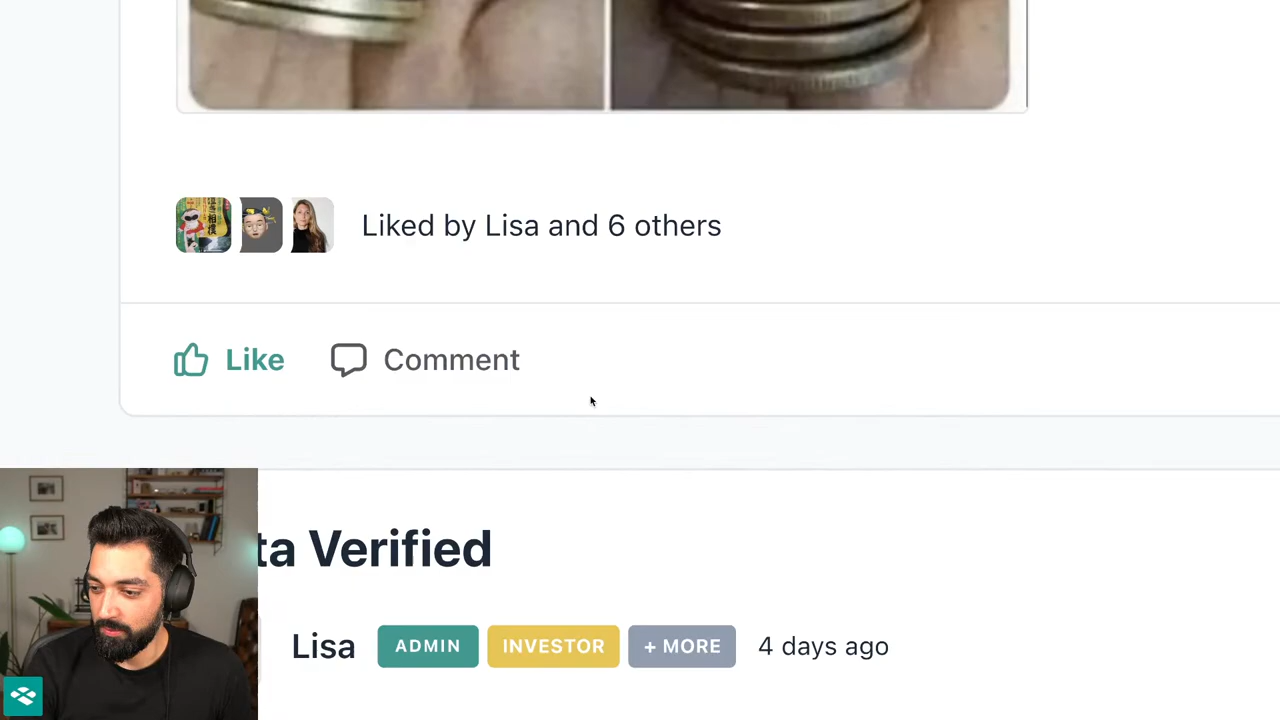 Liked by Lisa and 6 others
Like
Comment
ta Verified
Lisa
ADMIN
INVESTOR
+ MORE
4 days ago